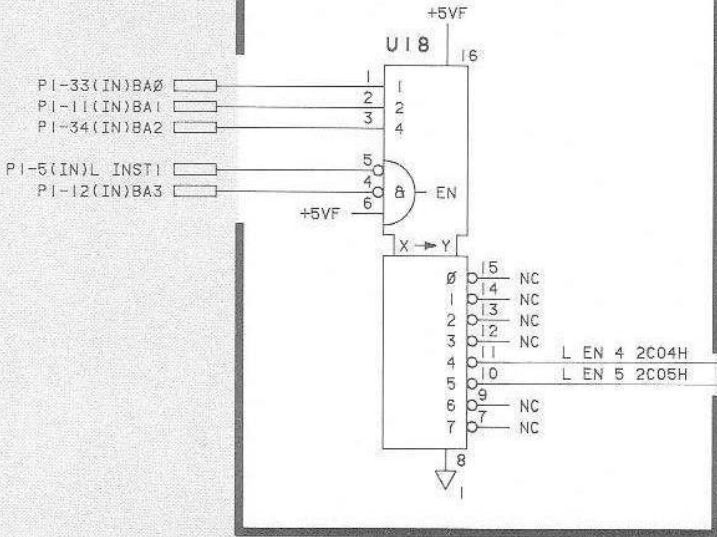 +5VF
U18
16
P1-33(IN)BAØ 1 1
P1-11(IN)BA1 2 2
P1-34(IN)BA2 3 4
P1-5(IN)L INST1 5
P1-12(IN)BA3 4 & EN
+5VF 6
X → Y
Ø 15 NC
1 14 NC
2 13 NC
3 12 NC
4 11 L EN 4 2C04H
5 10 L EN 5 2C05H
6 9 NC
7 7 NC
8
1